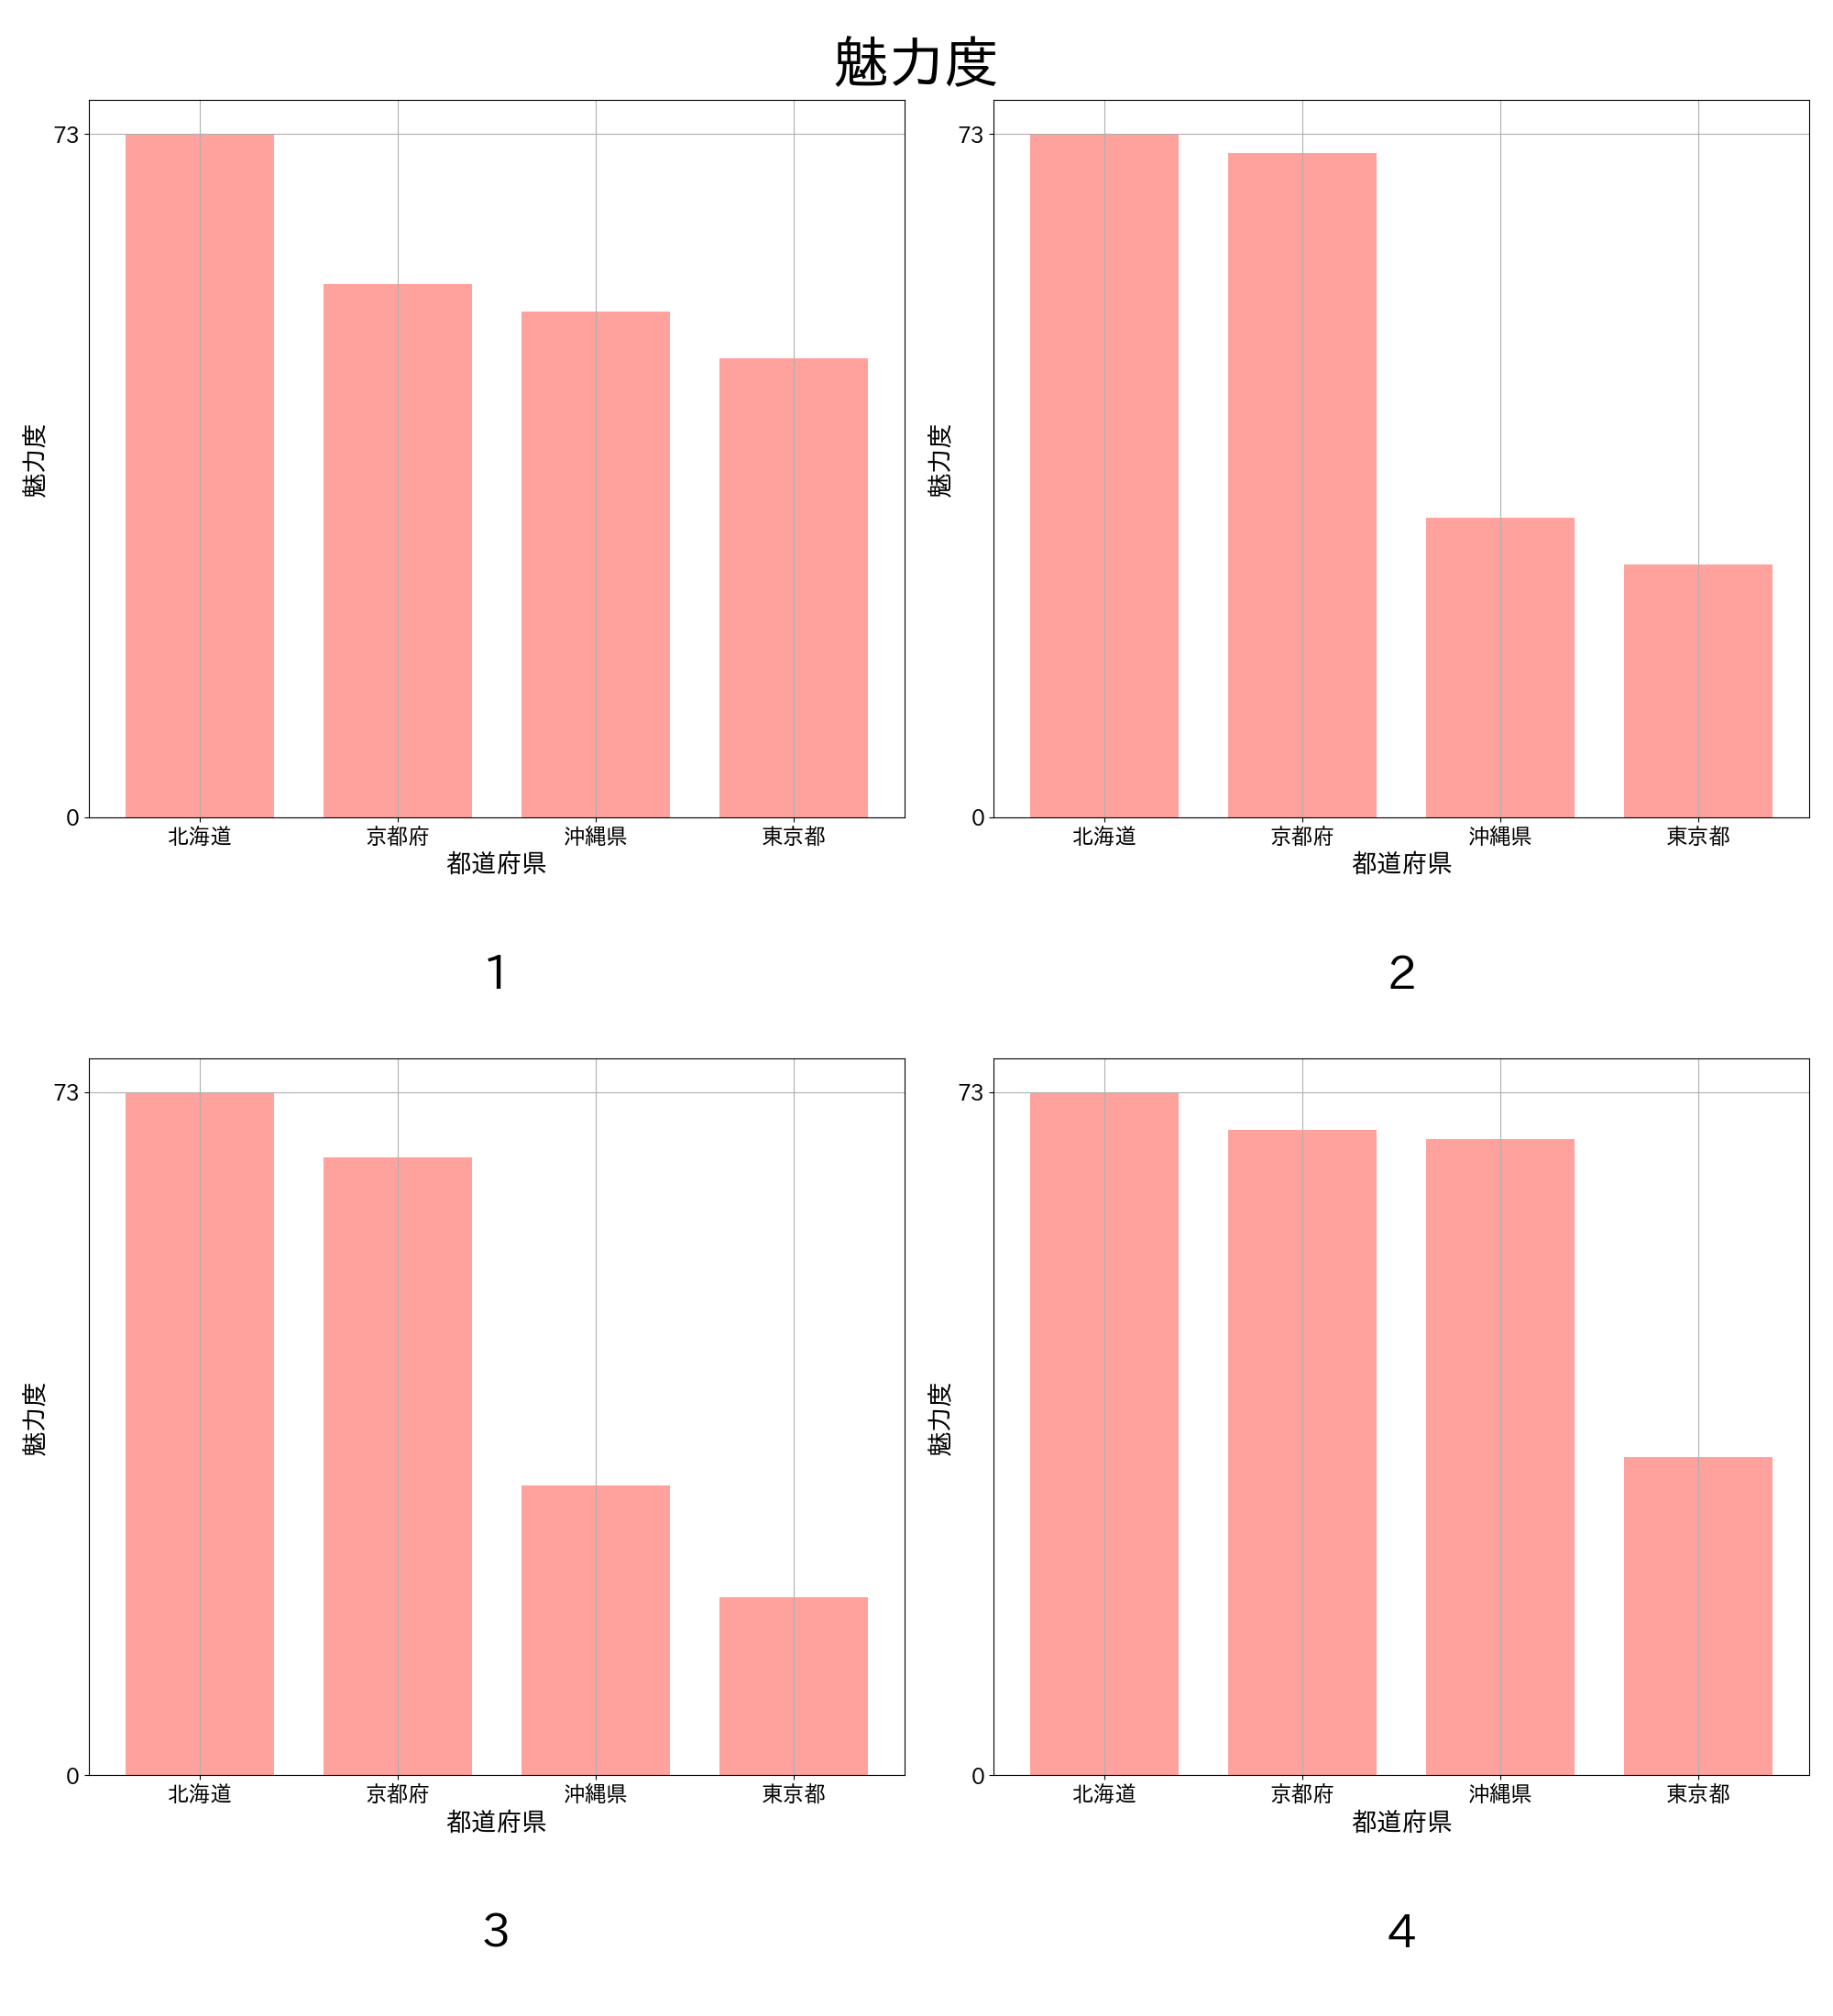 魅力度
73
0
魅力度
北海道 京都府 沖縄県 東京都
都道府県
1
73
0
魅力度
北海道 京都府 沖縄県 東京都
都道府県
2
73
0
魅力度
北海道 京都府 沖縄県 東京都
都道府県
3
73
0
魅力度
北海道 京都府 沖縄県 東京都
都道府県
4